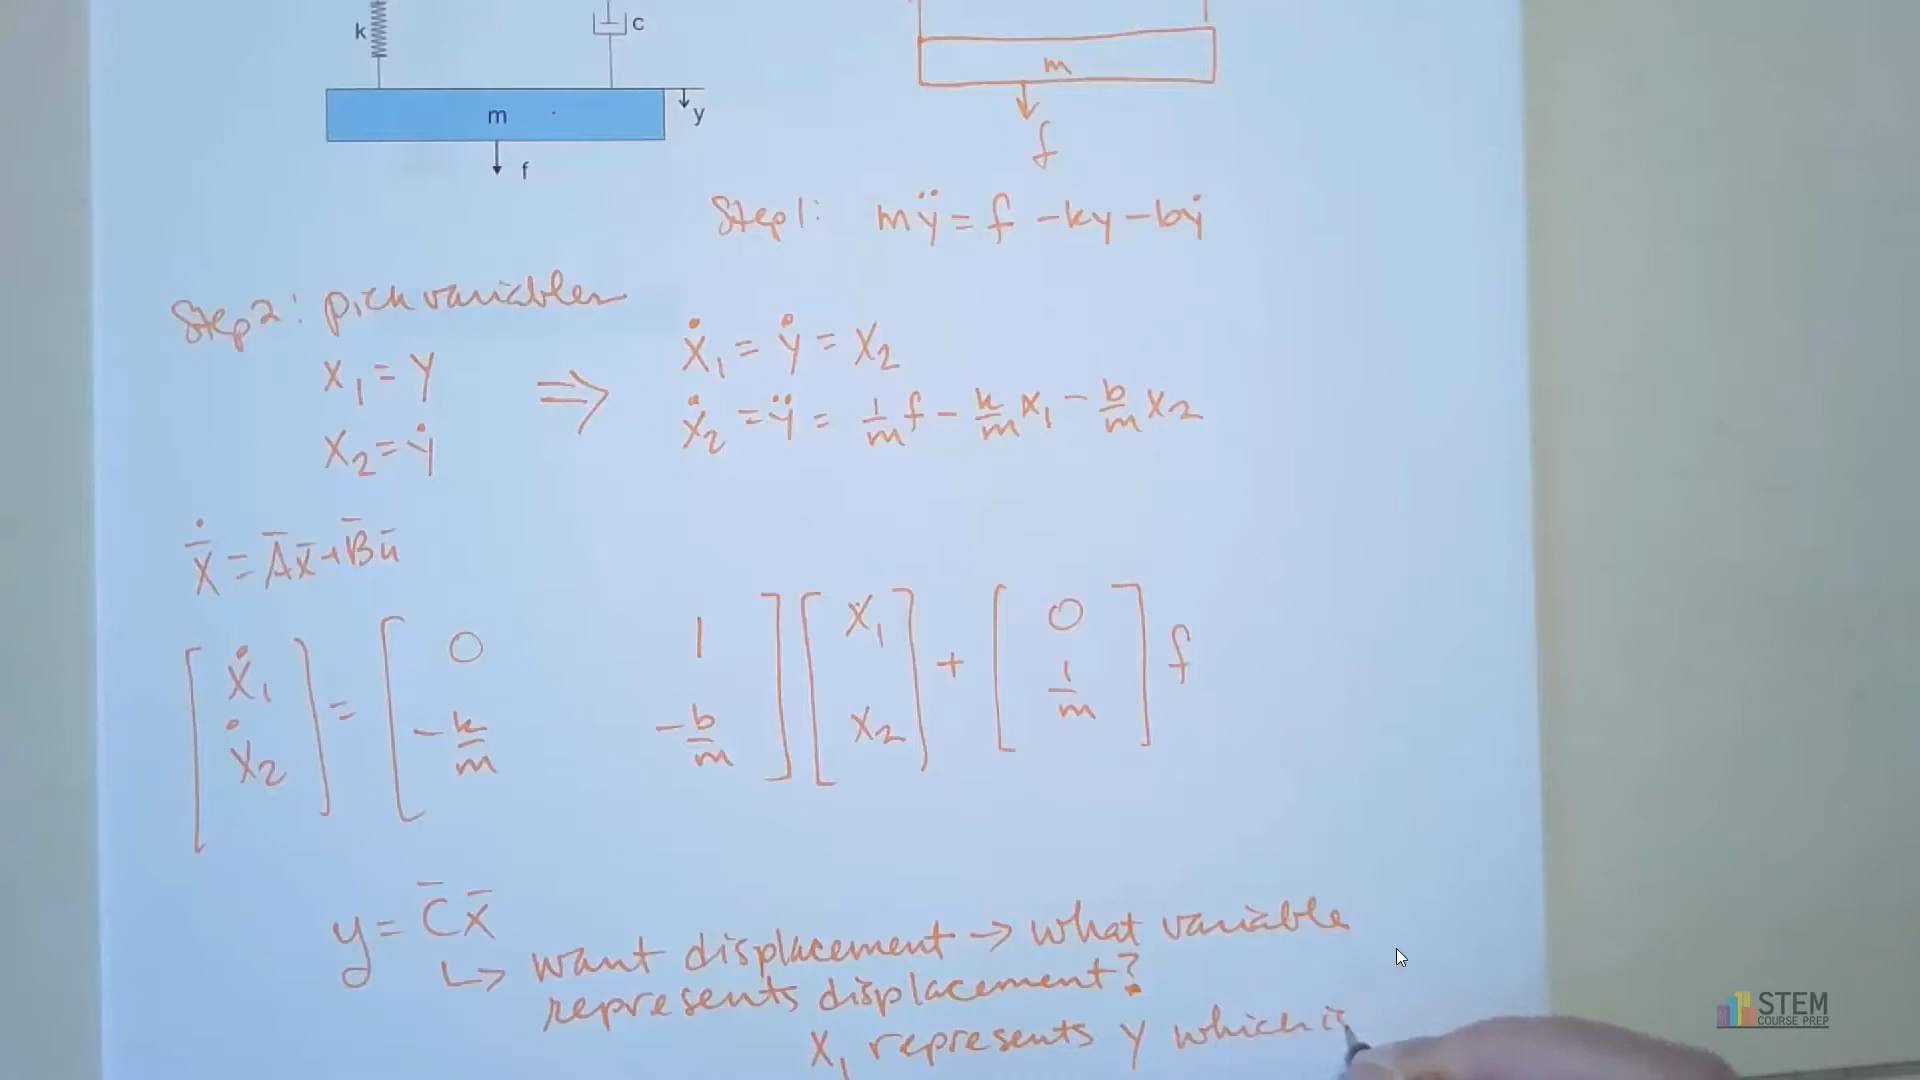 k
c
m
m
y
f
f
Step 1: mÿ = f - ky - bẏ
Step 2: pick variables
x₁ = y
x₂ = ẏ
⇒
ẋ₁ = ẏ = x₂
ẋ₂ = ÿ = 1/m f - k/m x₁ - b/m x₂
ẋ̄ = Āx̄ + B̄ū
[ẋ₁ ẋ₂] = [0 1 -k/m -b/m] [x₁ x₂] + [0 1/m] f
y = C̄x̄
↳ want displacement → what variable
represents displacement?
x₁ represents y which is
STEM
COURSE PREP